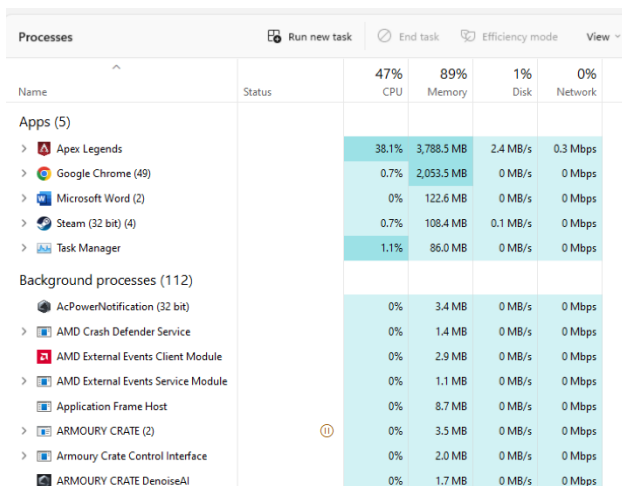 Processes Run new task End task Efficiency mode View
47% 89% 1% 0%
Name Status CPU Memory Disk Network
Apps (5)
Apex Legends 38.1% 3,788.5 MB 2.4 MB/s 0.3 Mbps
Google Chrome (49) 0.7% 2,053.5 MB 0 MB/s 0 Mbps
Microsoft Word (2) 0% 122.6 MB 0 MB/s 0 Mbps
Steam (32 bit) (4) 0.7% 108.4 MB 0.1 MB/s 0 Mbps
Task Manager 1.1% 86.0 MB 0 MB/s 0 Mbps
Background processes (112)
AcPowerNotification (32 bit) 0% 3.4 MB 0 MB/s 0 Mbps
AMD Crash Defender Service 0% 1.4 MB 0 MB/s 0 Mbps
AMD External Events Client Module 0% 2.9 MB 0 MB/s 0 Mbps
AMD External Events Service Module 0% 1.1 MB 0 MB/s 0 Mbps
Application Frame Host 0% 8.7 MB 0 MB/s 0 Mbps
ARMOURY CRATE (2) 0% 3.5 MB 0 MB/s 0 Mbps
Armoury Crate Control Interface 0% 2.0 MB 0 MB/s 0 Mbps
ARMOURY CRATE DenoiseAI 0% 1.7 MB 0 MB/s 0 Mbps